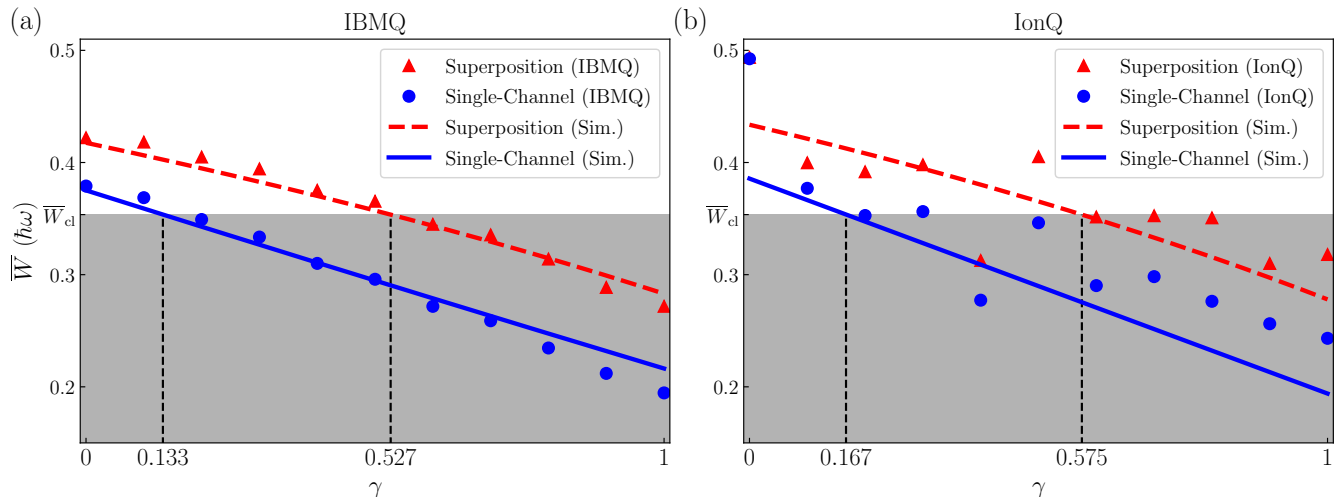 (a)
IBMQ
0.5
0.4
W̅cl
0.3
0.2
W̅ (ħω)
Superposition (IBMQ)
Single-Channel (IBMQ)
Superposition (Sim.)
Single-Channel (Sim.)
0 0.133 0.527 1
γ
(b)
IonQ
0.5
0.4
W̅cl
0.3
0.2
Superposition (IonQ)
Single-Channel (IonQ)
Superposition (Sim.)
Single-Channel (Sim.)
0 0.167 0.575 1
γ